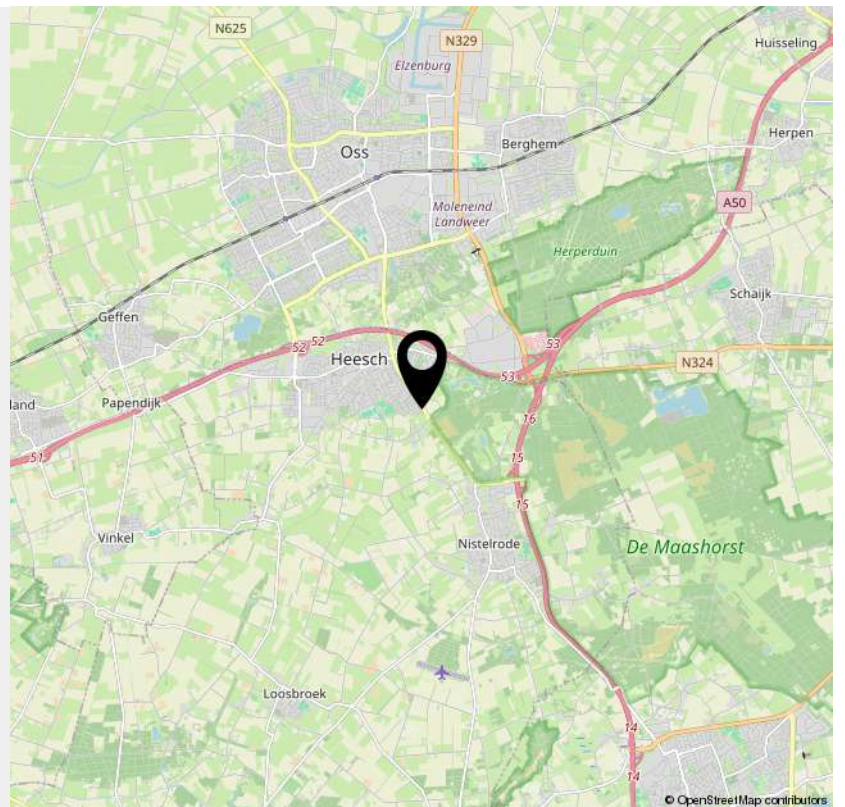 N625
N329
Huisseling
Elzenburg
Oss
Berghem
Herpen
Moleneind
Landweer
A50
Herperduin
Schaijk
Geffen
52
52
53
Heesch
53
N324
land
Papendijk
16
51
15
15
Vinkel
Nistelrode
De Maashorst
Loosbroek
14
14
© OpenStreetMap contributors